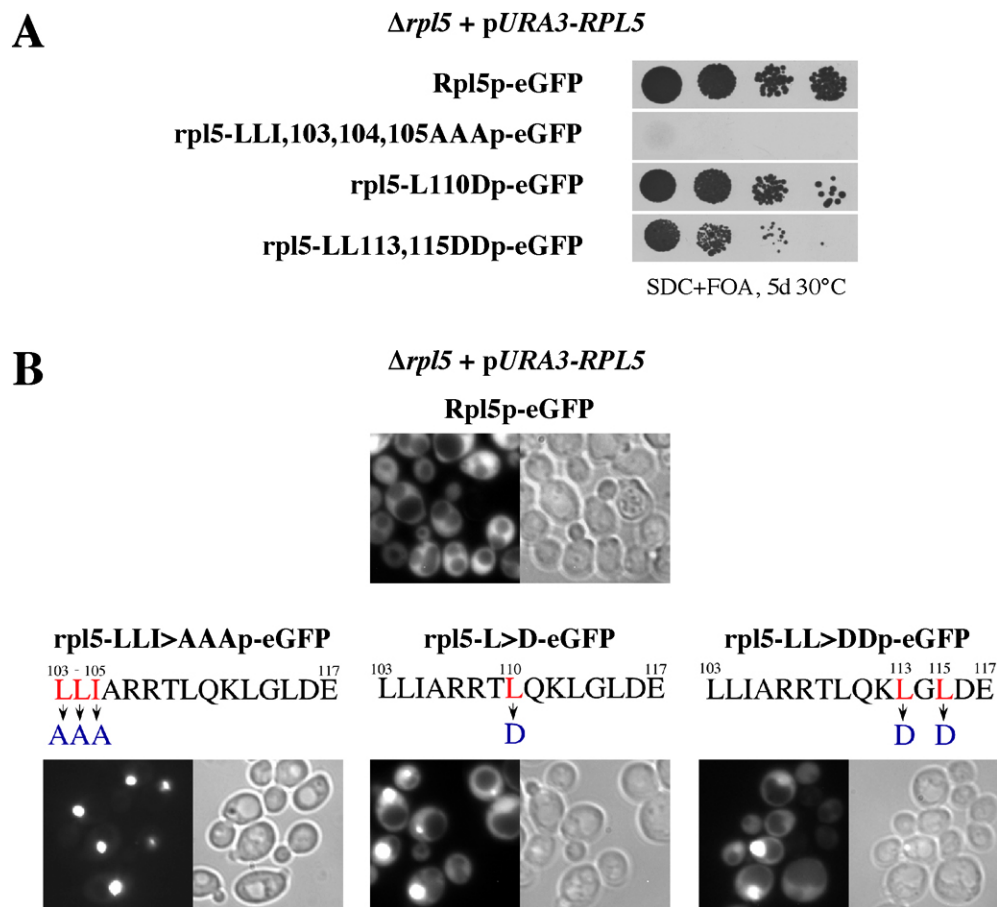 A
Δrpl5 + pURA3-RPL5
Rpl5p-eGFP
rpl5-LLI,103,104,105AAAp-eGFP
rpl5-L110Dp-eGFP
rpl5-LL113,115DDp-eGFP
SDC+FOA, 5d 30°C
B
Δrpl5 + pURA3-RPL5
Rpl5p-eGFP
rpl5-LLI>AAAp-eGFP
103 - 105 117
LLIARRTLQKLGLDE
AAA
rpl5-L>D-eGFP
103 110 117
LLIARRTLQKLGLDE
D
rpl5-LL>DDp-eGFP
103 113 115 117
LLIARRTLQKLGLDE
D D